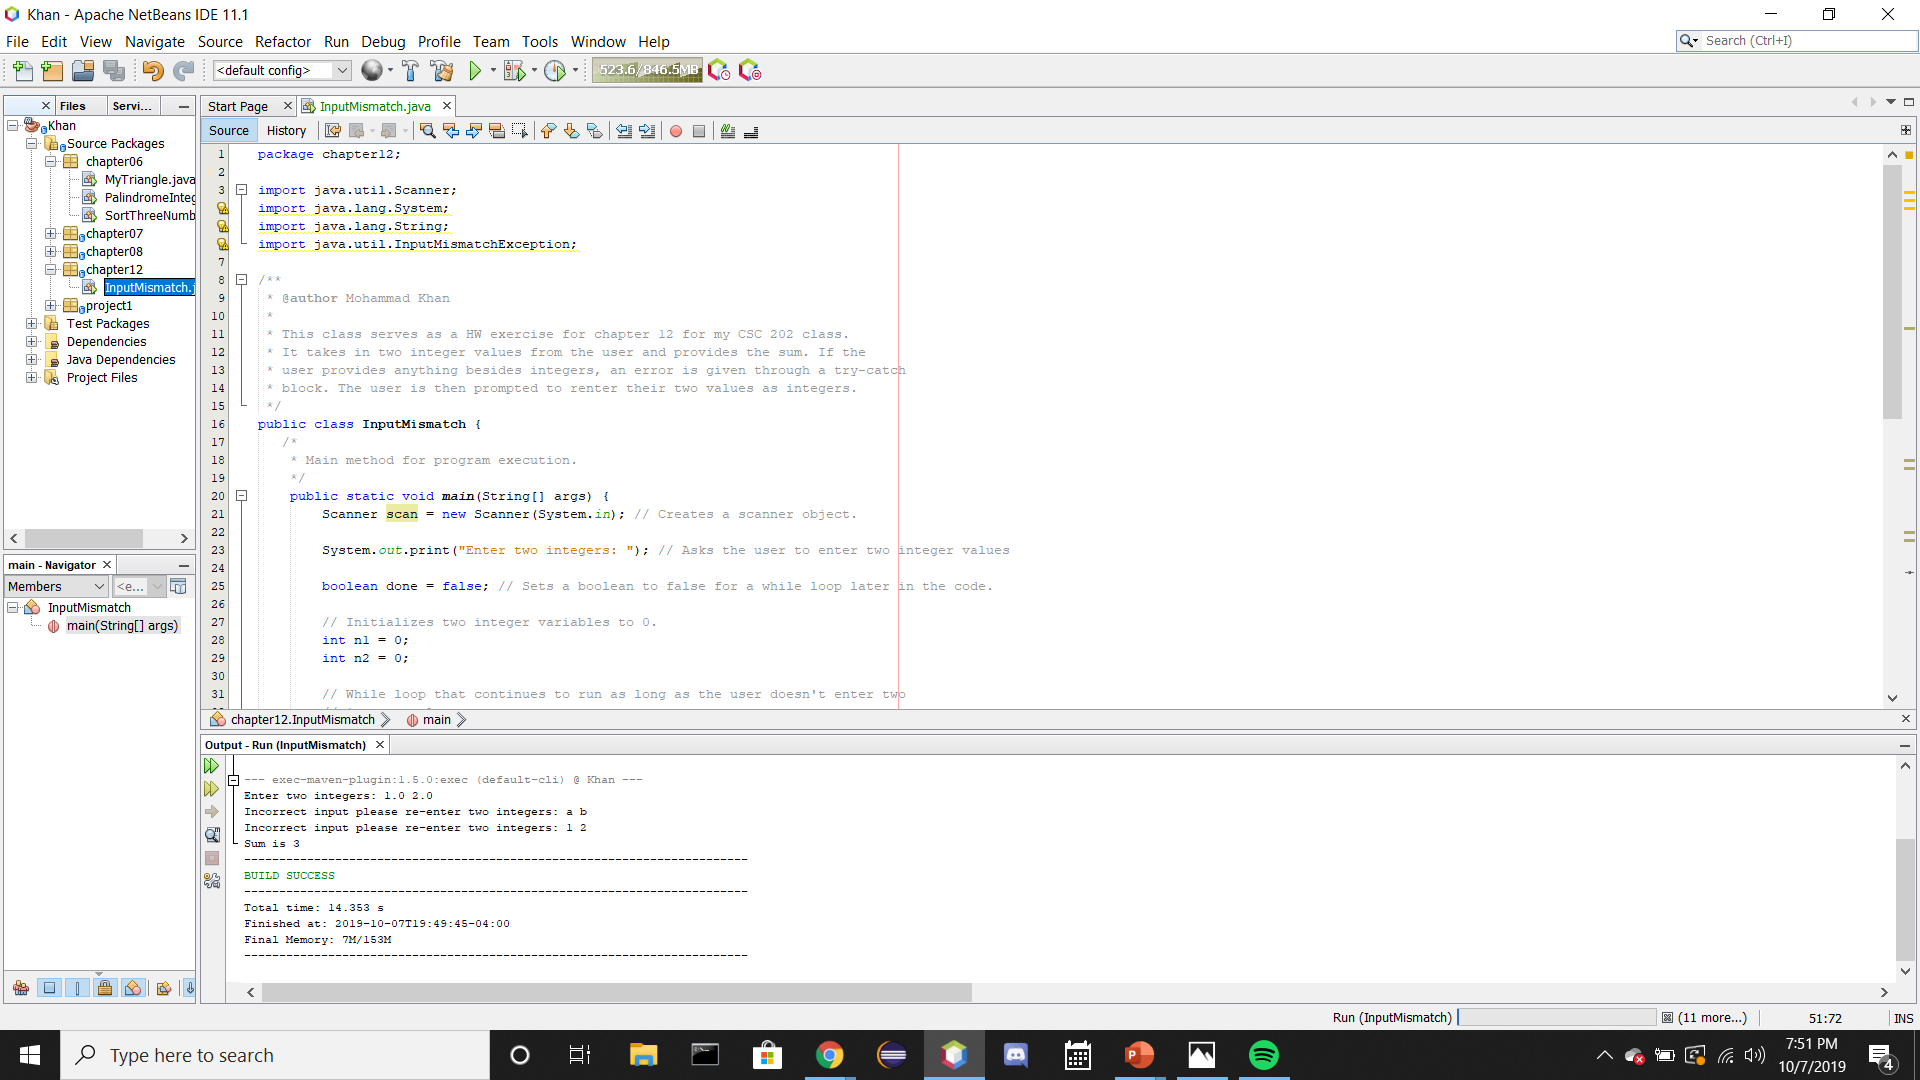 Khan - Apache NetBeans IDE 11.1
File Edit View Navigate Source Refactor Run Debug Profile Team Tools Window Help
Search (Ctrl+I)
<default config>
523.6/846.5MB
Files Servi...
Start Page InputMismatch.java
Source History
Khan
Source Packages
chapter06
MyTriangle.java
PalindromeInteg
SortThreeNumb
chapter07
chapter08
chapter12
InputMismatch.j
project1
Test Packages
Dependencies
Java Dependencies
Project Files
1 package chapter12;
2
3 import java.util.Scanner;
import java.lang.System;
import java.lang.String;
import java.util.InputMismatchException;
7
8 /**
9 * @author Mohammad Khan
10 *
11 * This class serves as a HW exercise for chapter 12 for my CSC 202 class.
12 * It takes in two integer values from the user and provides the sum. If the
13 * user provides anything besides integers, an error is given through a try-catch
14 * block. The user is then prompted to renter their two values as integers.
15 */
16 public class InputMismatch {
17 /*
18 * Main method for program execution.
19 */
20 public static void main(String[] args) {
21 Scanner scan = new Scanner(System.in); // Creates a scanner object.
22
23 System.out.print("Enter two integers: "); // Asks the user to enter two integer values
24
25 boolean done = false; // Sets a boolean to false for a while loop later in the code.
26
27 // Initializes two integer variables to 0.
28 int n1 = 0;
29 int n2 = 0;
30
31 // While loop that continues to run as long as the user doesn't enter two
chapter12.InputMismatch main
main - Navigator
Members <e...
InputMismatch
main(String[] args)
Output - Run (InputMismatch)
--- exec-maven-plugin:1.5.0:exec (default-cli) @ Khan ---
Enter two integers: 1.0 2.0
Incorrect input please re-enter two integers: a b
Incorrect input please re-enter two integers: 1 2
Sum is 3
------------------------------------------------------------------------
BUILD SUCCESS
------------------------------------------------------------------------
Total time: 14.353 s
Finished at: 2019-10-07T19:49:45-04:00
Final Memory: 7M/153M
------------------------------------------------------------------------
Run (InputMismatch) (11 more...) 51:72 INS
Type here to search
7:51 PM
10/7/2019
4